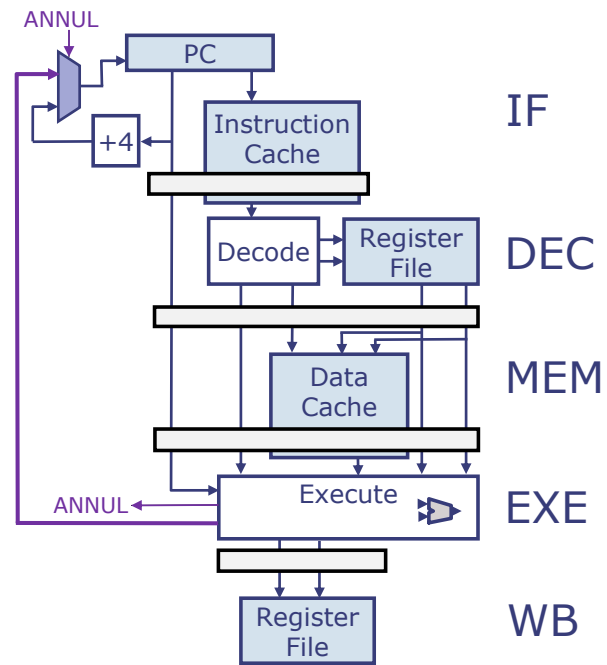 ANNUL
PC
IF
Instruction
Cache
+4
Decode
Register
File
DEC
Data
Cache
MEM
Execute
ANNUL
EXE
Register
File
WB